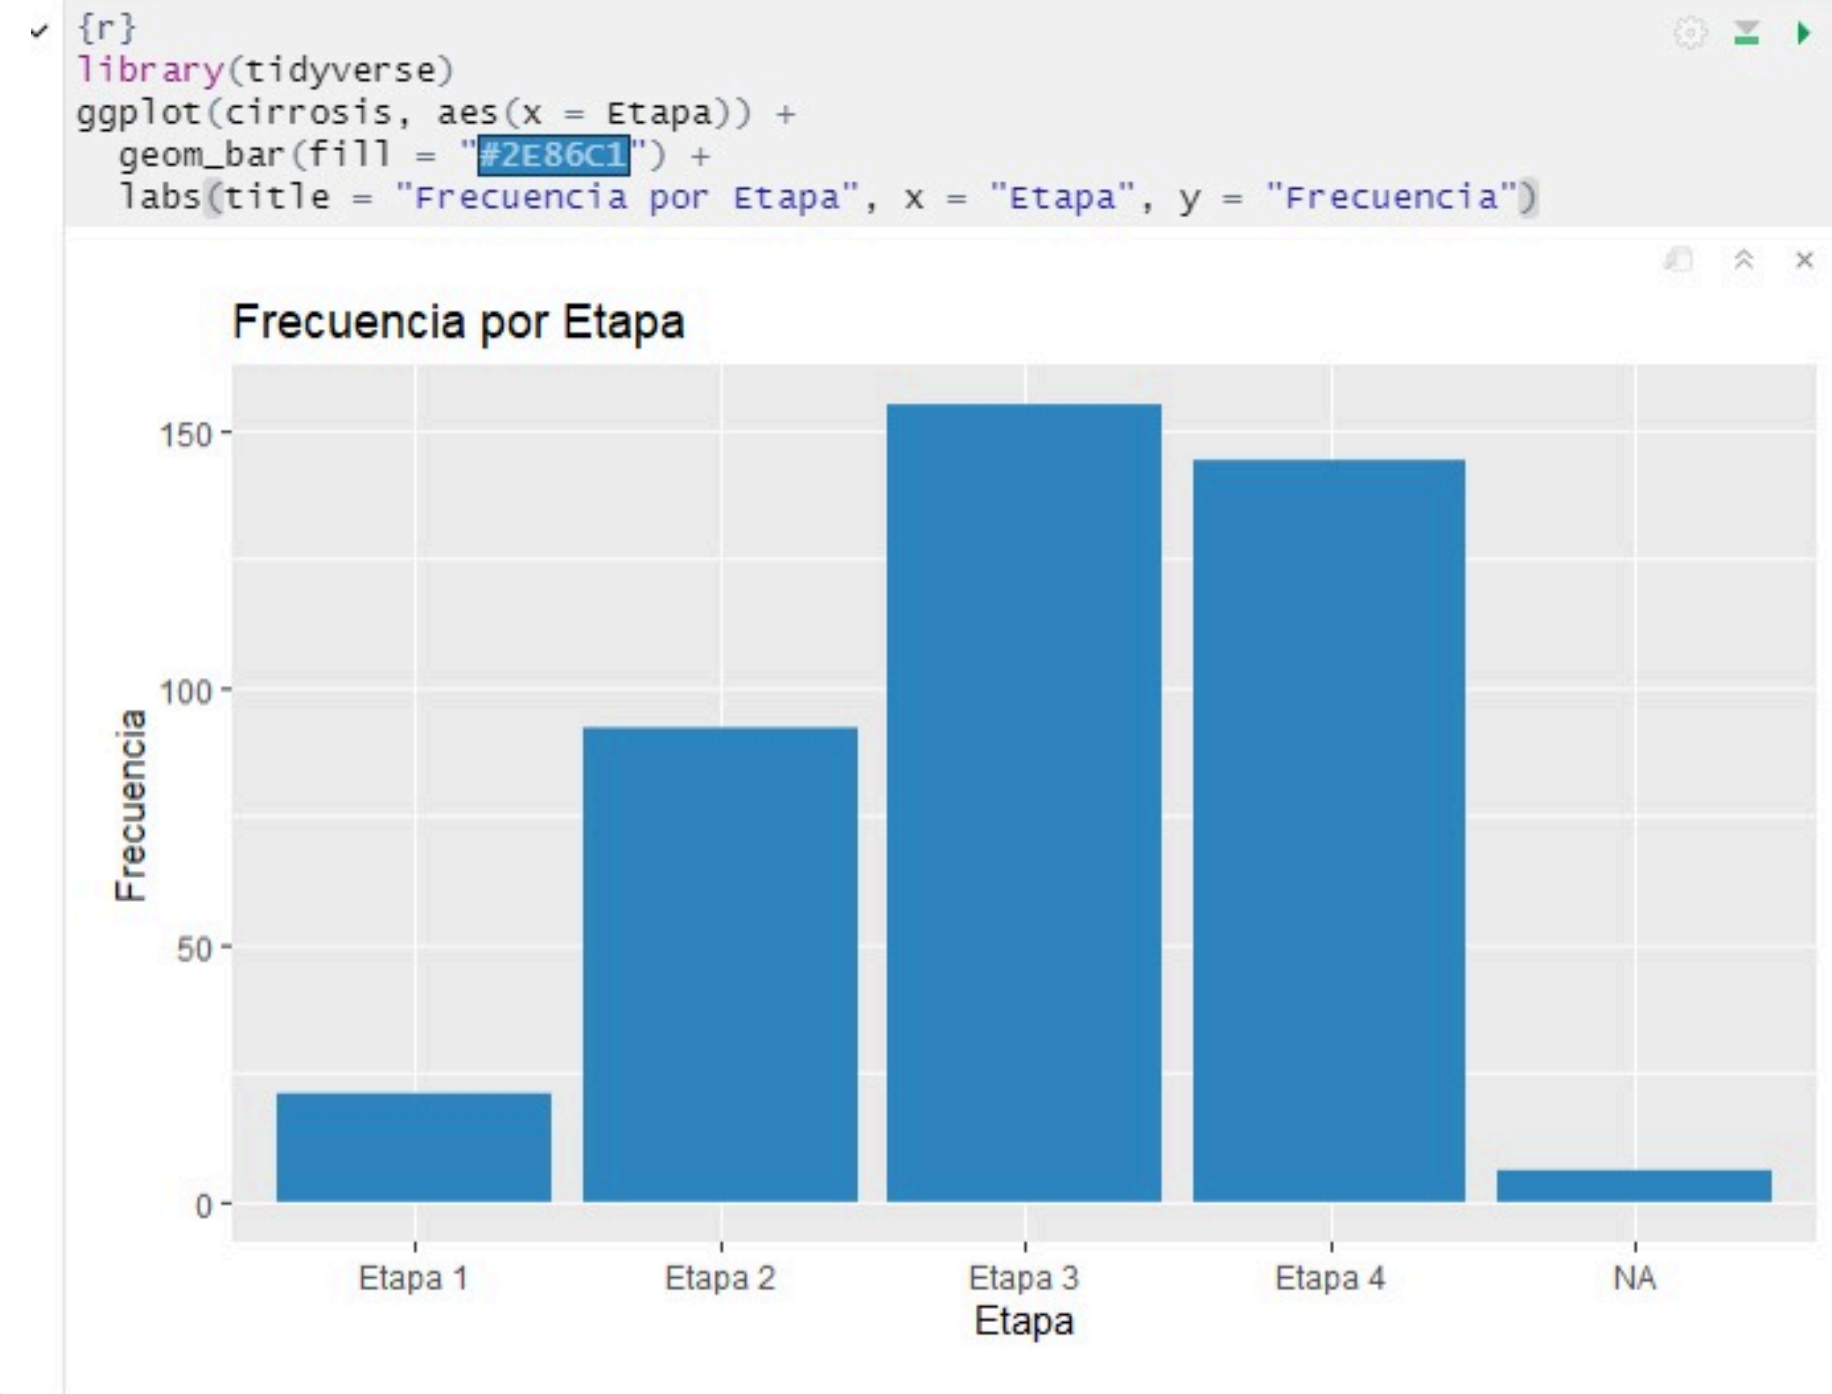 {r}
library(tidyverse)
ggplot(cirrosis, aes(x = Etapa)) +
geom_bar(fill = "#2E86C1") +
labs(title = "Frecuencia por Etapa", x = "Etapa", y = "Frecuencia")
Frecuencia por Etapa
150
100
50
0
Frecuencia
Etapa 1 Etapa 2 Etapa 3 Etapa 4 NA
Etapa